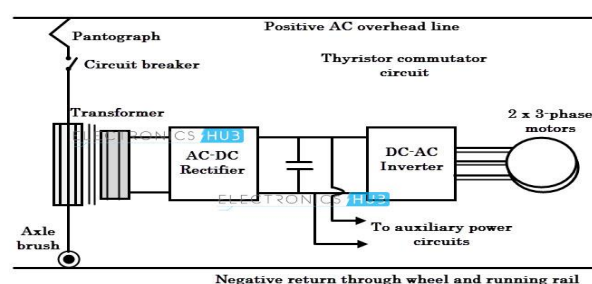 Positive AC overhead line
Pantograph
Circuit breaker
Thyristor commutator
circuit
Transformer
2 x 3-phase
motors
ELECTRONICS HUB
AC-DC
Rectifier
DC-AC
Inverter
ELECTRONICS HUB
Axle
brush
To auxiliary power
circuits
Negative return through wheel and running rail